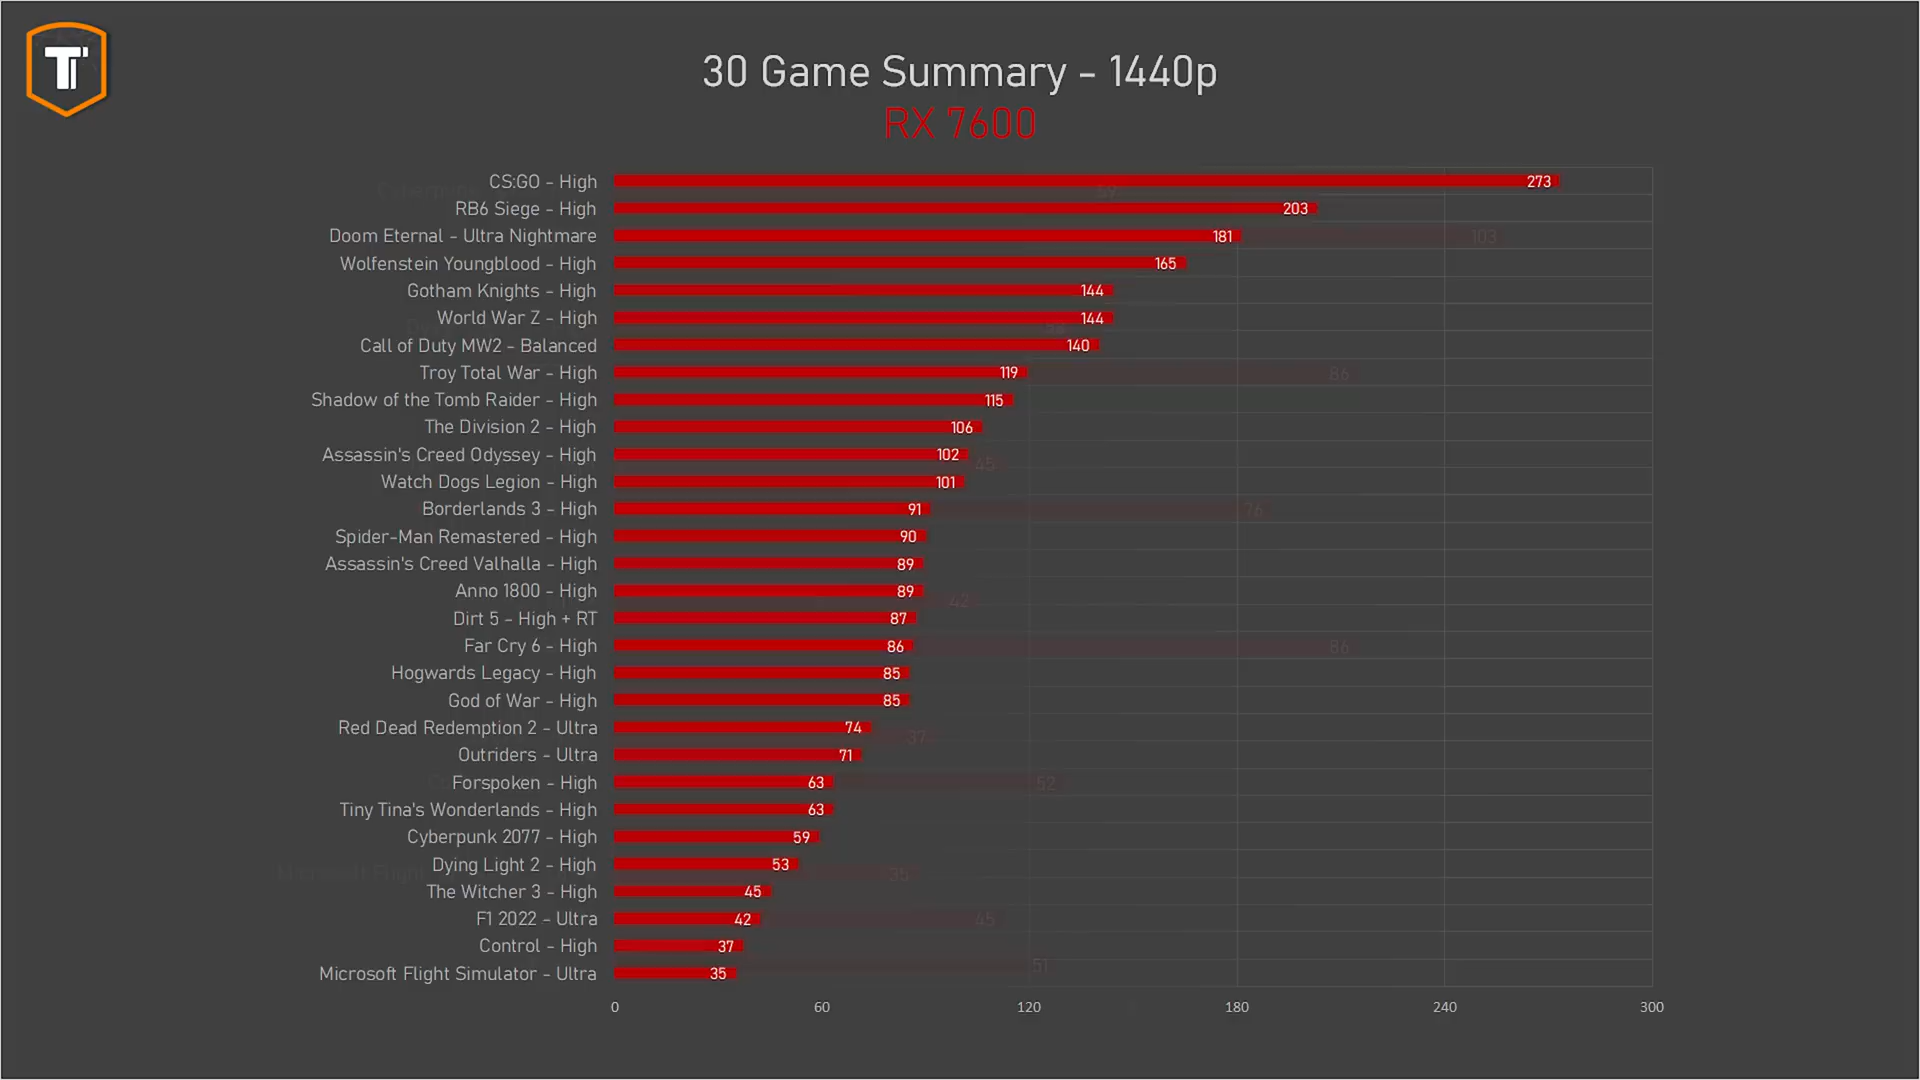 30 Game Summary - 1440p
RX 7600
CS:GO - High 273
RB6 Siege - High 203
Doom Eternal - Ultra Nightmare 181
Wolfenstein Youngblood - High 165
Gotham Knights - High 144
World War Z - High 144
Call of Duty MW2 - Balanced 140
Troy Total War - High 119
Shadow of the Tomb Raider - High 115
The Division 2 - High 106
Assassin's Creed Odyssey - High 102
Watch Dogs Legion - High 101
Borderlands 3 - High 91
Spider-Man Remastered - High 90
Assassin's Creed Valhalla - High 89
Anno 1800 - High 89
Dirt 5 - High + RT 87
Far Cry 6 - High 86
Hogwards Legacy - High 85
God of War - High 85
Red Dead Redemption 2 - Ultra 74
Outriders - Ultra 71
Forspoken - High 63
Tiny Tina's Wonderlands - High 63
Cyberpunk 2077 - High 59
Dying Light 2 - High 53
The Witcher 3 - High 45
F1 2022 - Ultra 42
Control - High 37
Microsoft Flight Simulator - Ultra 35
0 60 120 180 240 300